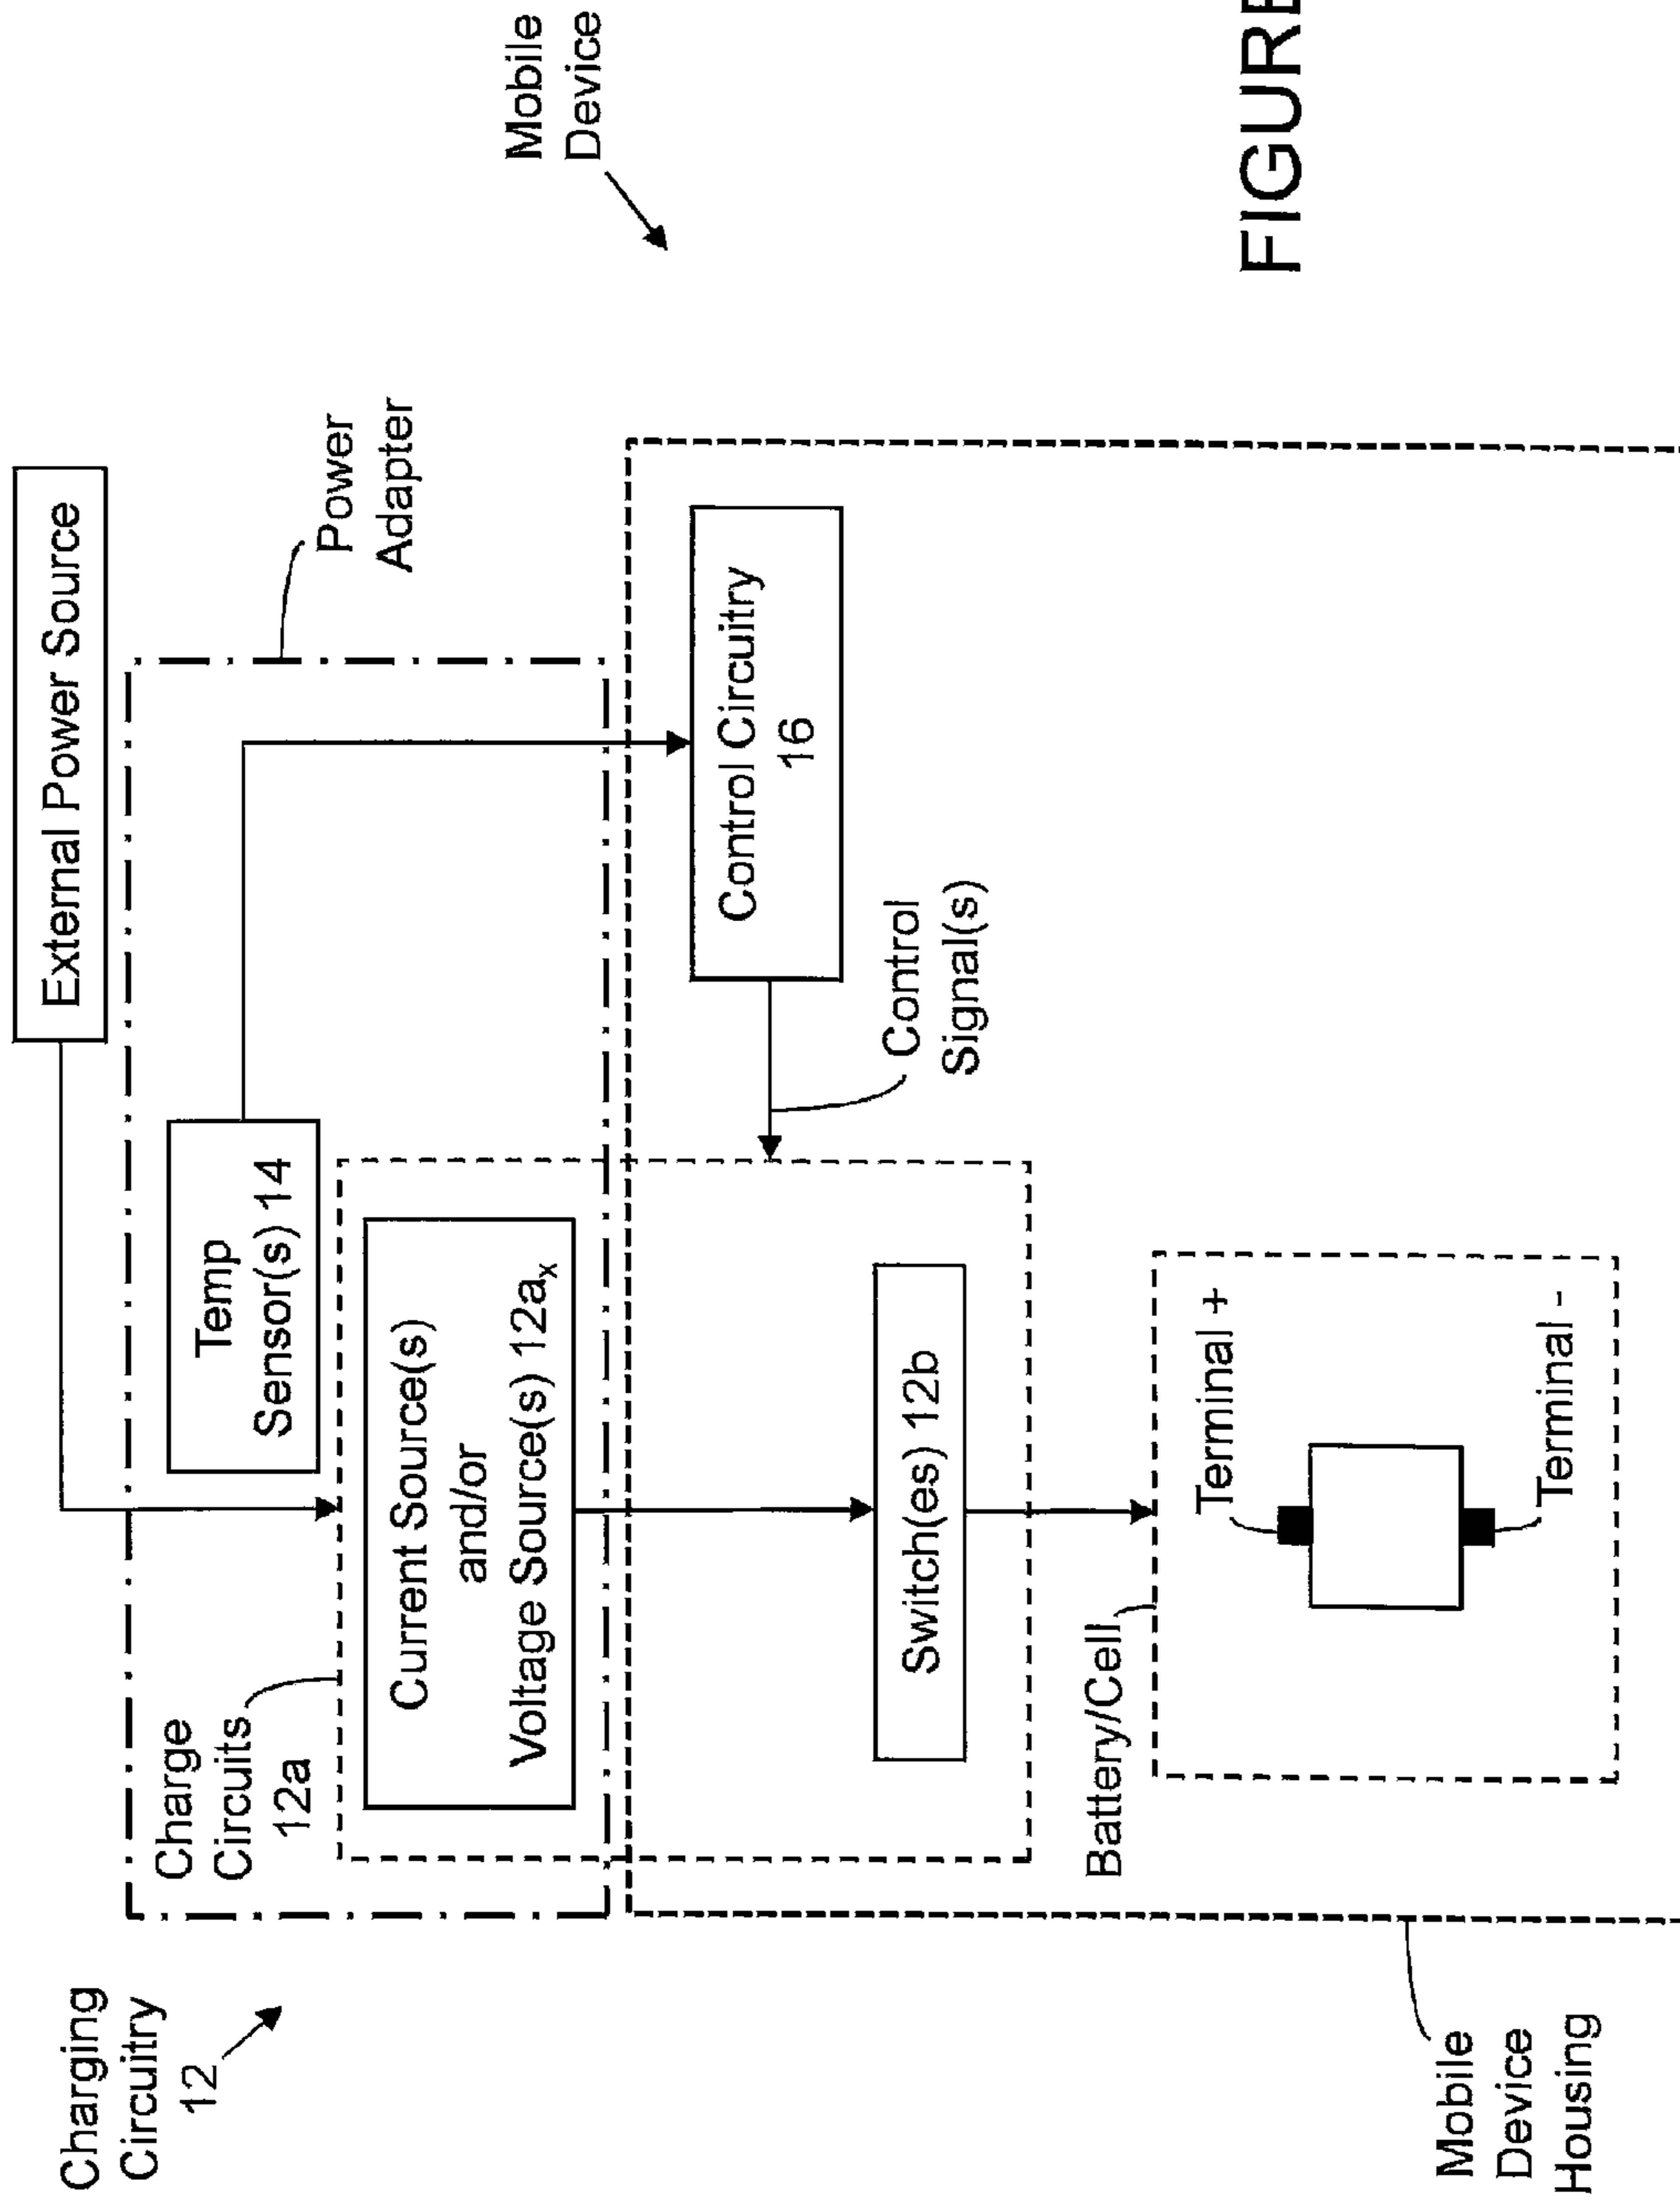 Charging
Circuitry
12
External Power Source
Charge
Circuits
12a
Temp
Sensor(s) 14
Power
Adapter
Current Source(s)
and/or
Voltage Source(s) 12aₓ
Mobile
Device
Control Circuitry
16
Switch(es) 12b
Control
Signal(s)
Battery/Cell
Terminal +
Terminal -
Mobile
Device
Housing
FIGURE